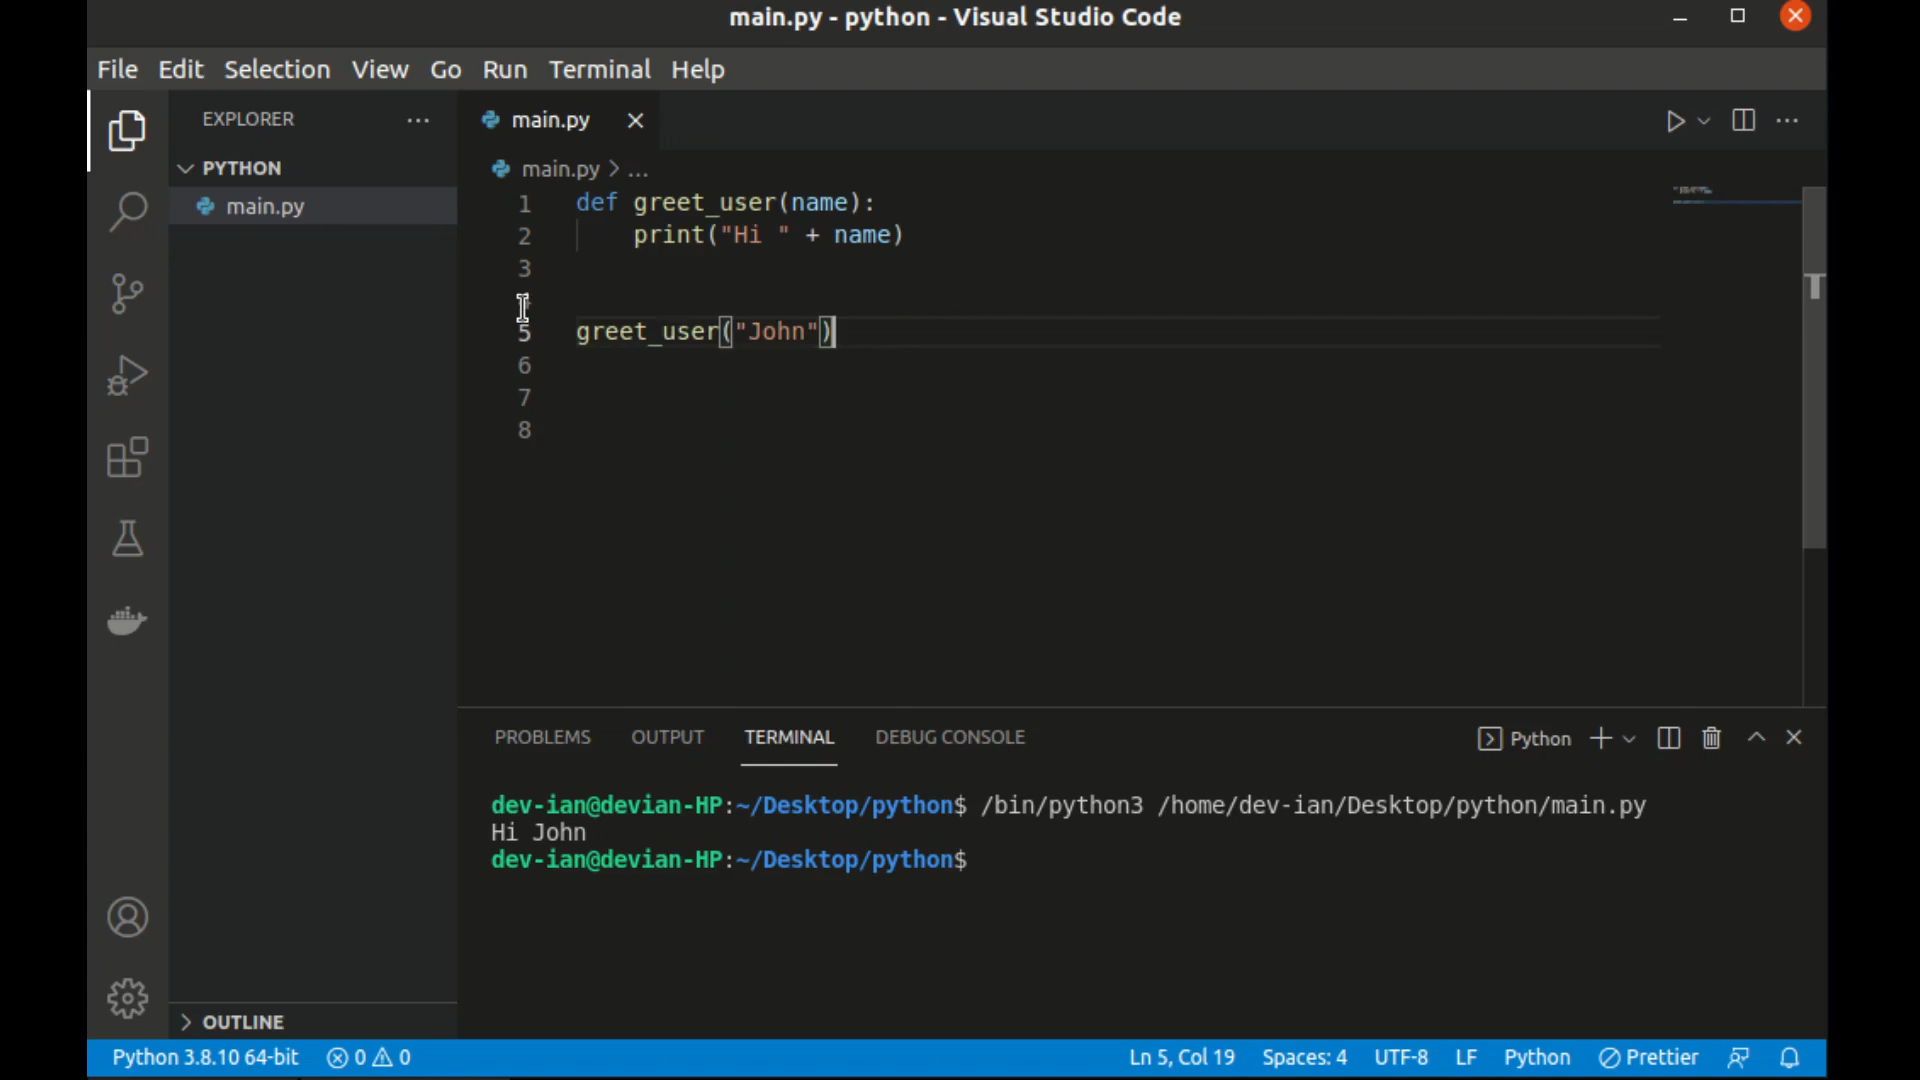 main.py - python - Visual Studio Code
File Edit Selection View Go Run Terminal Help
EXPLORER ···
PYTHON
main.py
OUTLINE
main.py
main.py > ...
1 def greet_user(name):
2     print("Hi " + name)
3
5 greet_user("John")
6
7
8
PROBLEMS OUTPUT TERMINAL DEBUG CONSOLE
Python
dev-ian@devian-HP:~/Desktop/python$ /bin/python3 /home/dev-ian/Desktop/python/main.py
Hi John
dev-ian@devian-HP:~/Desktop/python$
Python 3.8.10 64-bit 0 0 Ln 5, Col 19 Spaces: 4 UTF-8 LF Python Prettier